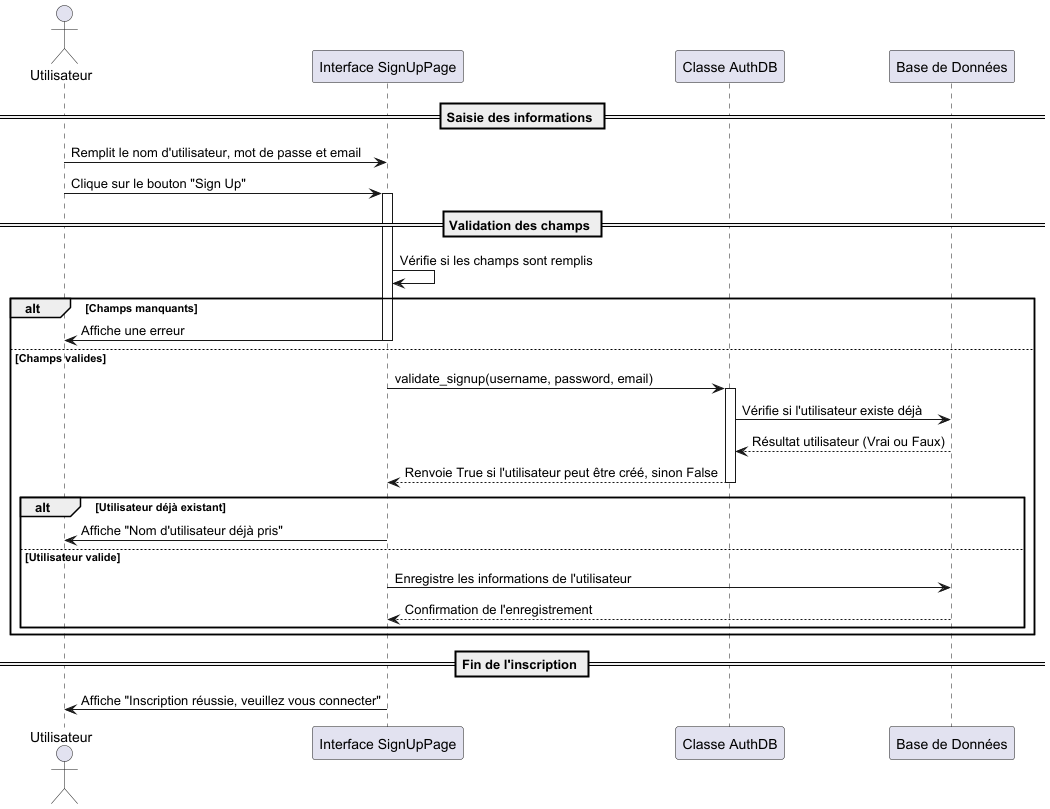 Utilisateur
Interface SignUpPage
Classe AuthDB
Base de Données
Saisie des informations
Remplit le nom d'utilisateur, mot de passe et email
Clique sur le bouton "Sign Up"
Validation des champs
Vérifie si les champs sont remplis
alt [Champs manquants]
Affiche une erreur
[Champs valides]
validate_signup(username, password, email)
Vérifie si l'utilisateur existe déjà
Résultat utilisateur (Vrai ou Faux)
Renvoie True si l'utilisateur peut être créé, sinon False
alt [Utilisateur déjà existant]
Affiche "Nom d'utilisateur déjà pris"
[Utilisateur valide]
Enregistre les informations de l'utilisateur
Confirmation de l'enregistrement
Fin de l'inscription
Affiche "Inscription réussie, veuillez vous connecter"
Utilisateur
Interface SignUpPage
Classe AuthDB
Base de Données